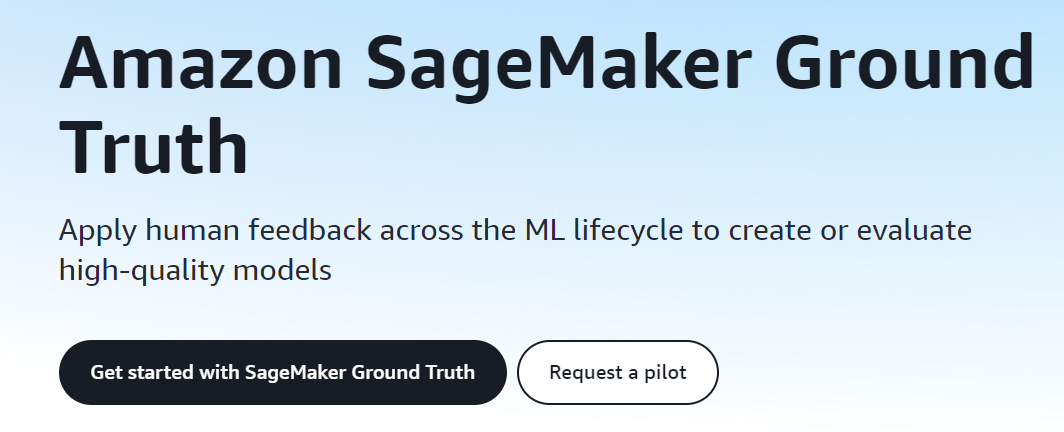 Amazon SageMaker Ground
Truth
Apply human feedback across the ML lifecycle to create or evaluate
high-quality models
Get started with SageMaker Ground Truth
Request a pilot